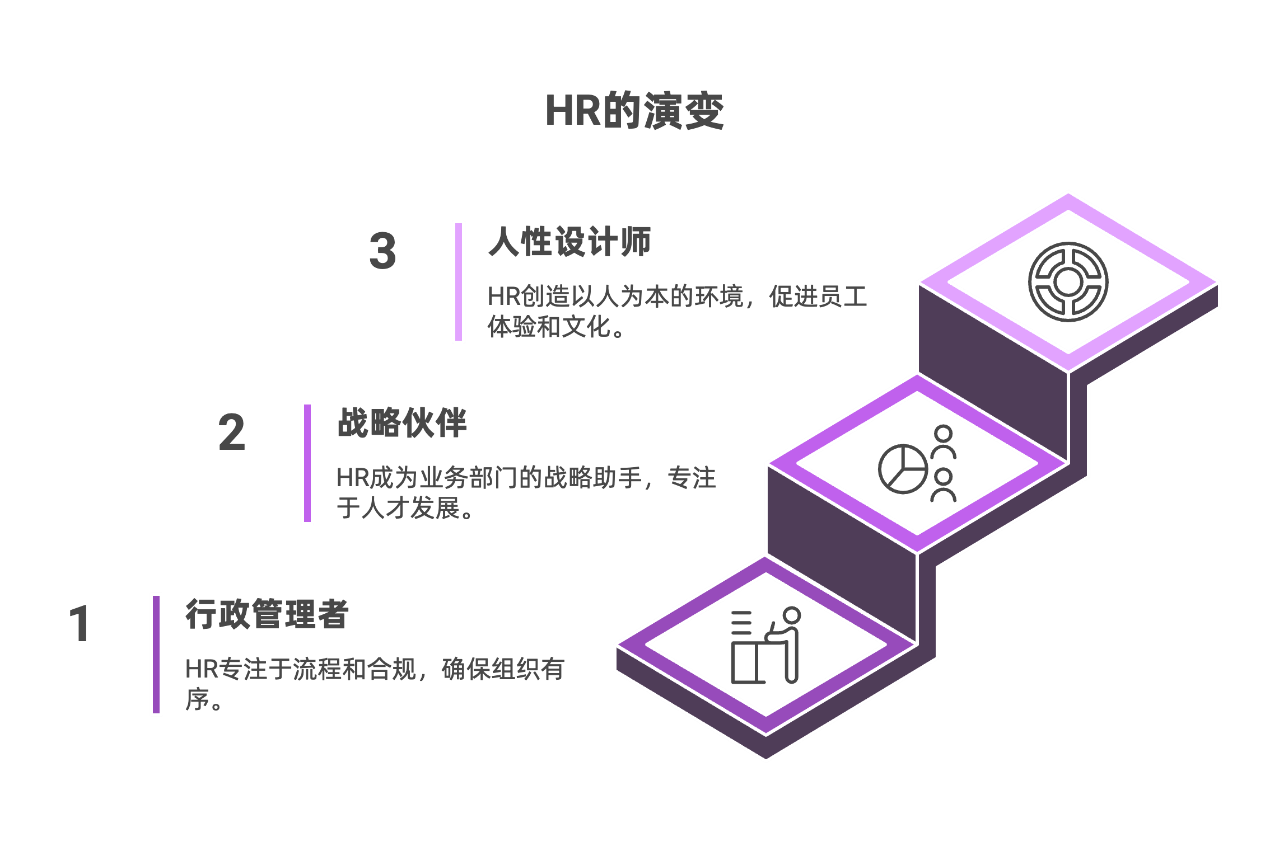 HR的演变
3
人性设计师
HR创造以人为本的环境，促进员工
体验和文化。
2
战略伙伴
HR成为业务部门的战略助手，专注
于人才发展。
1
行政管理者
HR专注于流程和合规，确保组织有
序。